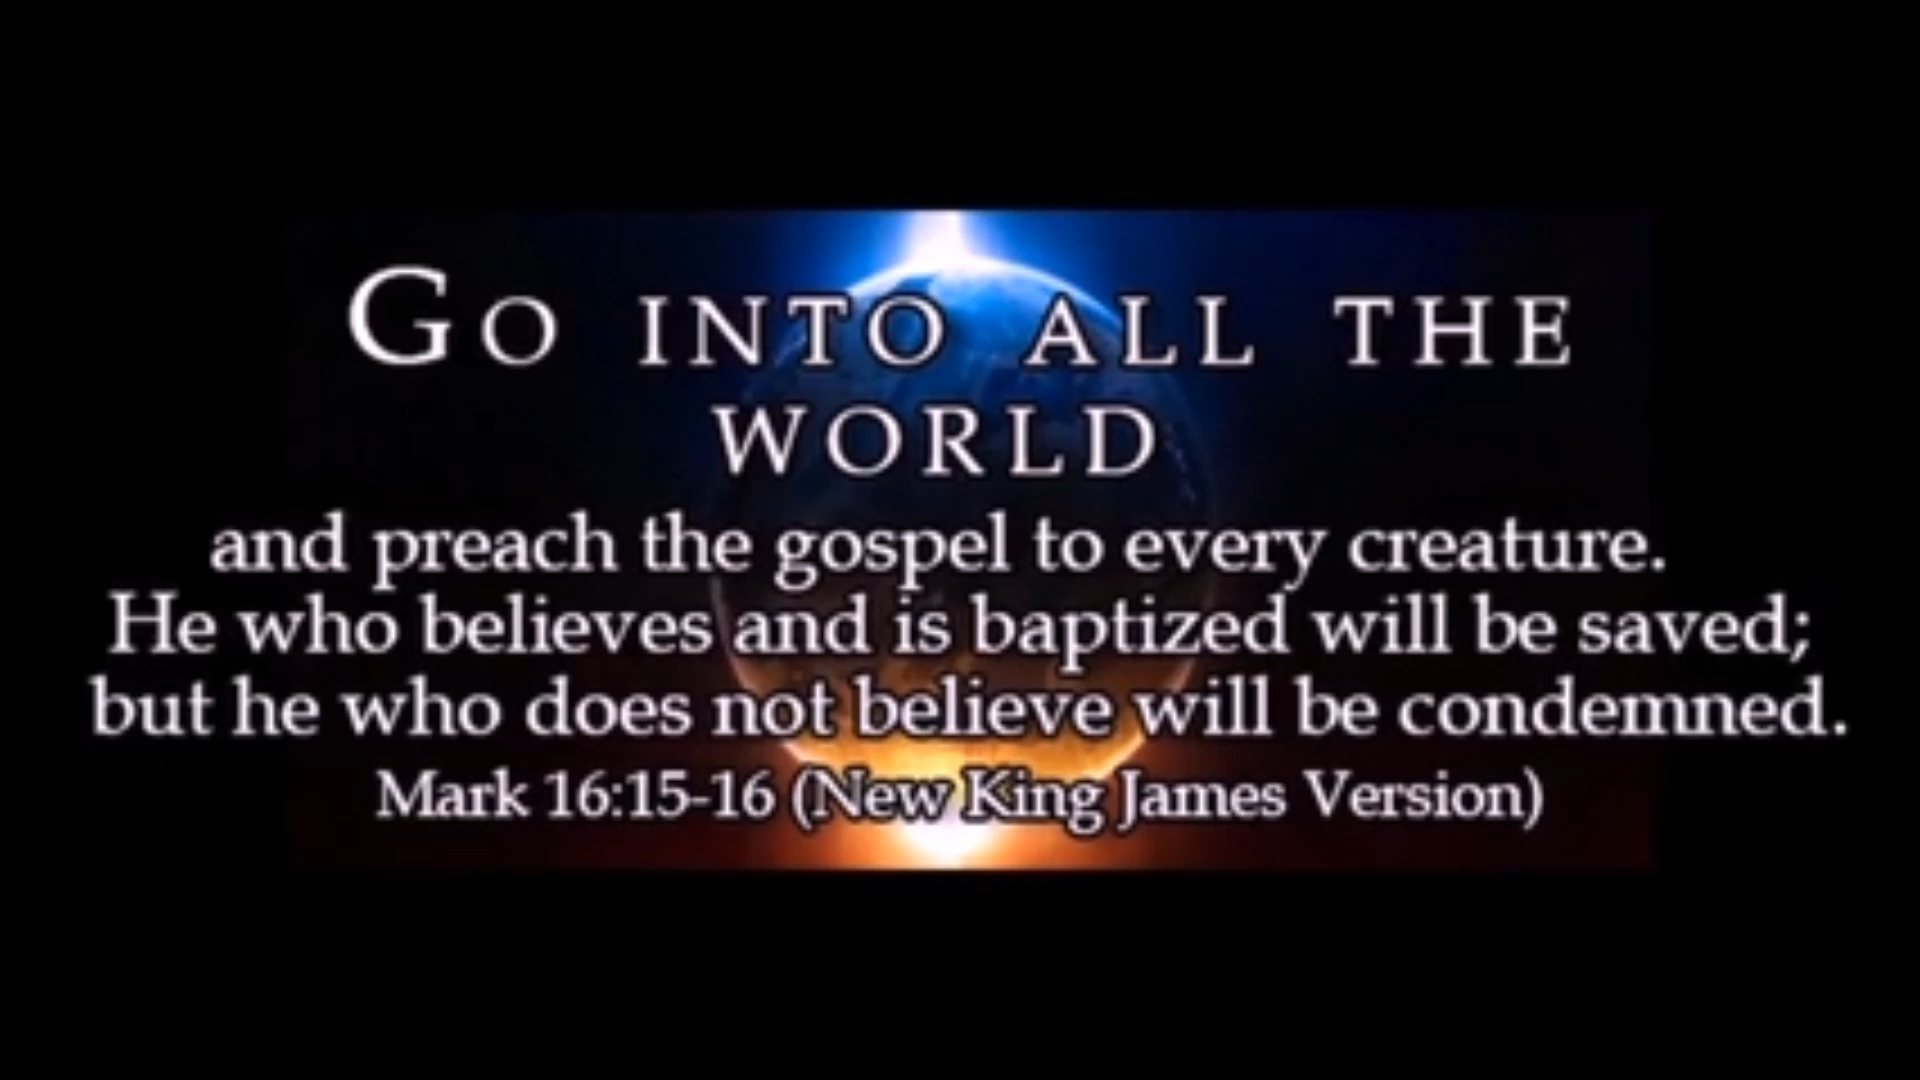 Go into all the
world
and preach the gospel to every creature.
He who believes and is baptized will be saved;
but he who does not believe will be condemned.
Mark 16:15-16 (New King James Version)